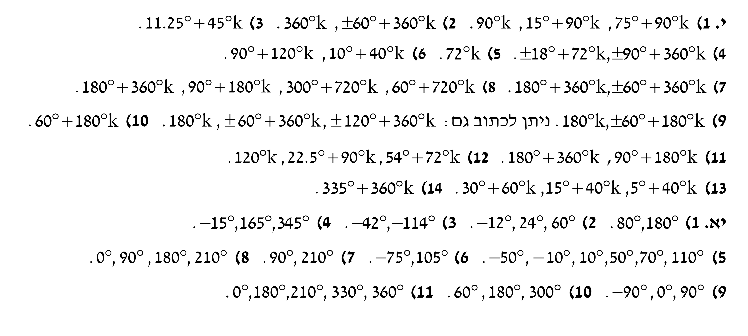 י. 1) 75°+90°k, 15°+90°k, 90°k. 2) 360°k, ±60°+360°k. 3) 11.25°+45°k.
4) ±18°+72°k, ±90°+360°k. 5) 72°k. 6) 90°+120°k, 10°+40°k.
7) 180°+360°k, ±60°+360°k. 8) 180°+360°k, 90°+180°k, 300°+720°k, 60°+720°k.
9) 180°k, ±60°+180°k. ניתן לכתוב גם: 180°k, ±60°+360°k, ±120°+360°k. 10) 60°+180°k.
11) 180°+360°k, 90°+180°k. 12) 120°k, 22.5°+90°k, 54°+72°k.
13) 30°+60°k, 15°+40°k, 5°+40°k. 14) 335°+360°k.
יא. 1) 80°, 180°. 2) −12°, 24°, 60°. 3) −42°, −114°. 4) −15°, 165°, 345°.
5) −50°, −10°, 10°, 50°, 70°, 110°. 6) −75°, 105°. 7) 90°, 210°. 8) 0°, 90°, 180°, 210°.
9) −90°, 0°, 90°. 10) 60°, 180°, 300°. 11) 0°, 180°, 210°, 330°, 360°.